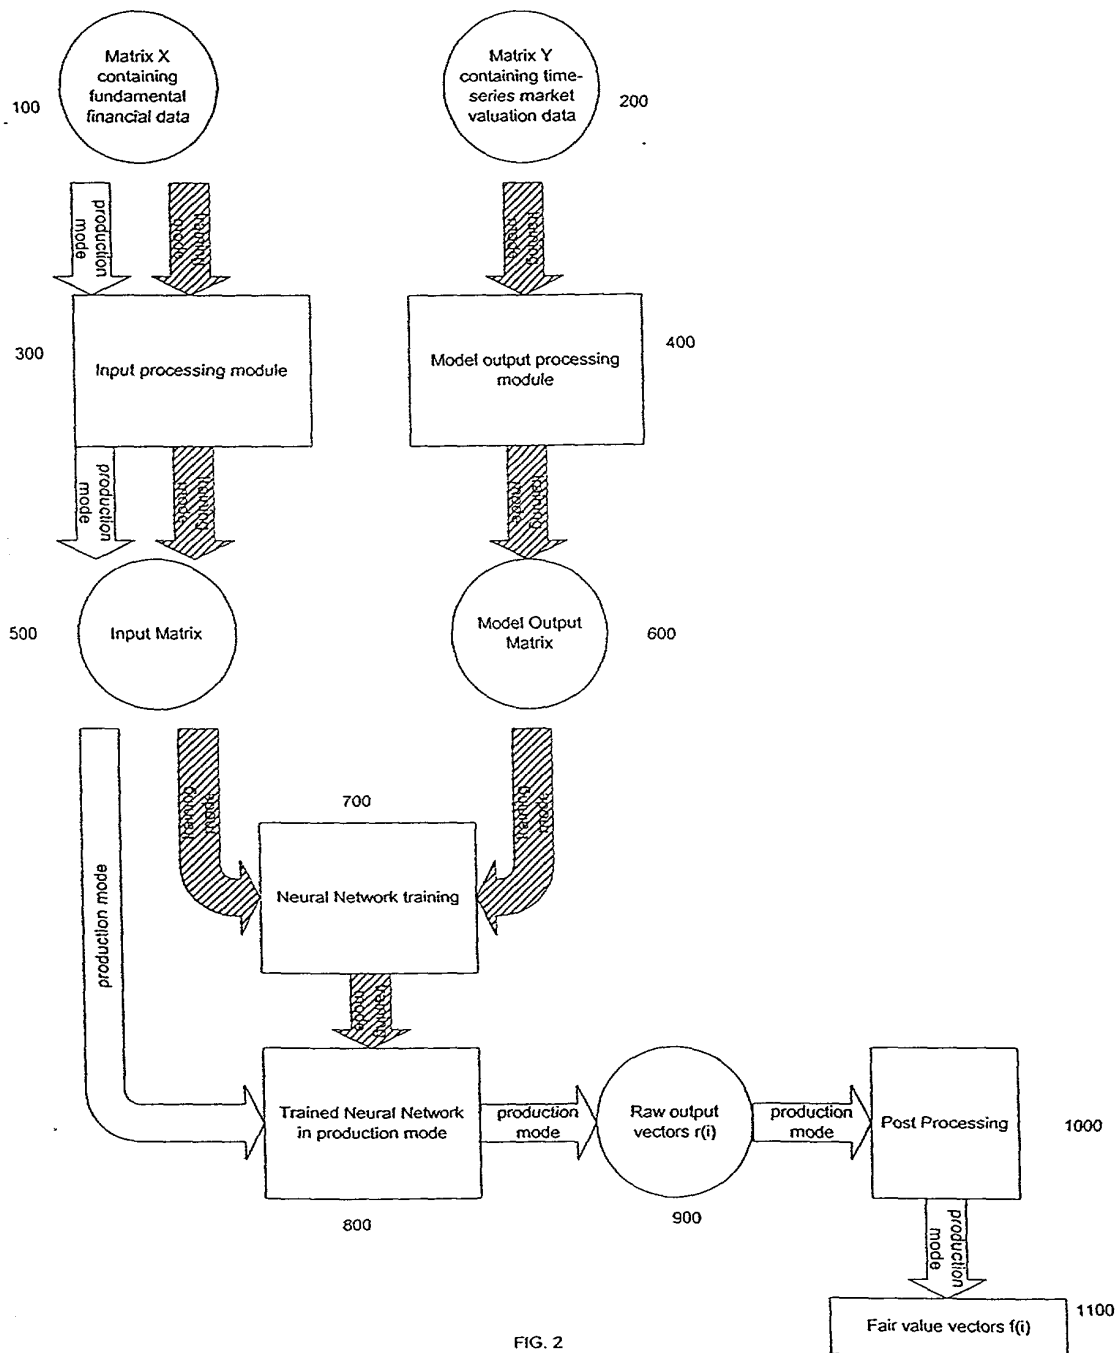 Matrix X
containing
fundamental
financial data
100
Matrix Y
containing time-
series market
valuation data
200
production
mode
training
mode
training
mode
300
Input processing module
Model output processing
module
400
production
mode
training
mode
training
mode
500
Input Matrix
Model Output
Matrix
600
production mode
training
mode
training
mode
700
Neural Network training
training
mode
Trained Neural Network
in production mode
800
production
mode
Raw output
vectors r(i)
900
production
mode
Post Processing
1000
production
mode
Fair value vectors f(i)
1100
FIG. 2